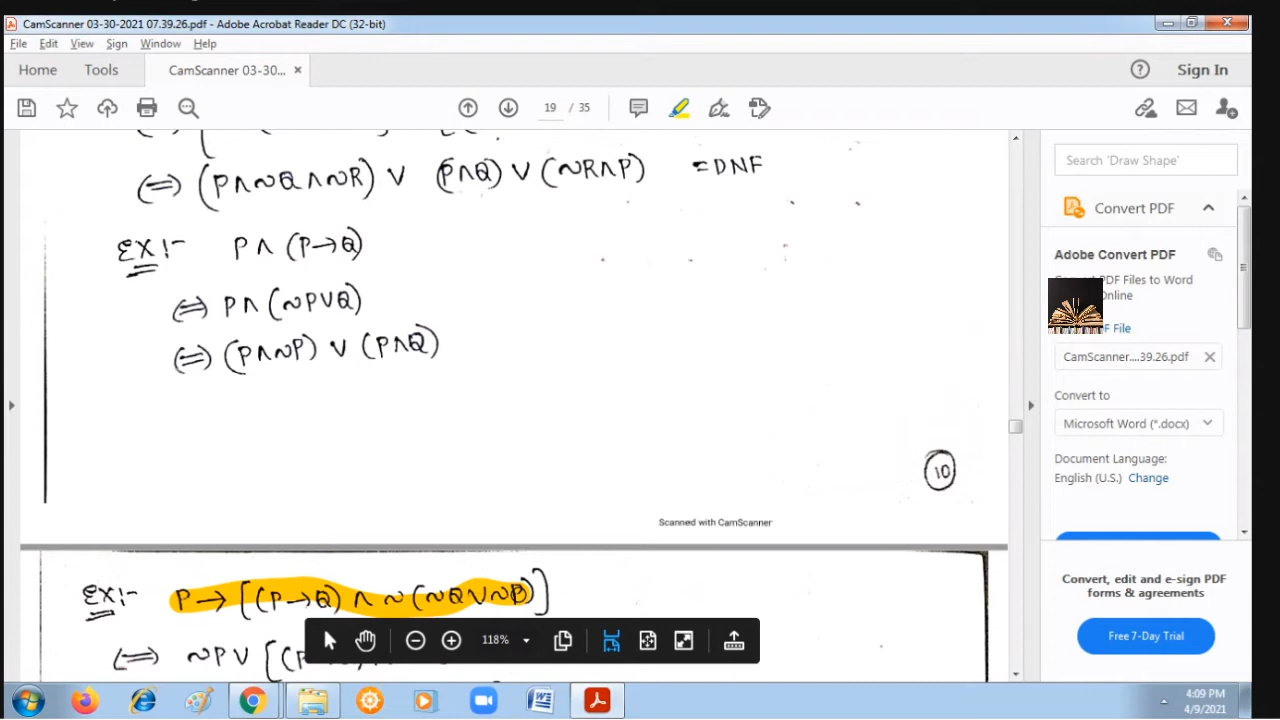 CamScanner 03-30-2021 07.39.26.pdf - Adobe Acrobat Reader DC (32-bit)
File Edit View Sign Window Help
Home Tools CamScanner 03-30... × Sign In
19 / 35
⟺ (P∧~Q∧~R) ∨ (P∧Q) ∨ (~R∧P) = DNF
Ex:- P∧(P→Q)
⟺ P∧(~P∨Q)
⟺ (P∧~P) ∨ (P∧Q)
10
Scanned with CamScanner
Ex:- P→[(P→Q) ∧ ~(~Q∨~P)]
⟺ ~P∨[(P
118%
Search 'Draw Shape'
Convert PDF
Adobe Convert PDF
Convert PDF Files to Word
Online
File
CamScanner....39.26.pdf
Convert to
Microsoft Word (*.docx)
Document Language:
English (U.S.) Change
Convert, edit and e-sign PDF
forms & agreements
Free 7-Day Trial
4:09 PM
4/9/2021